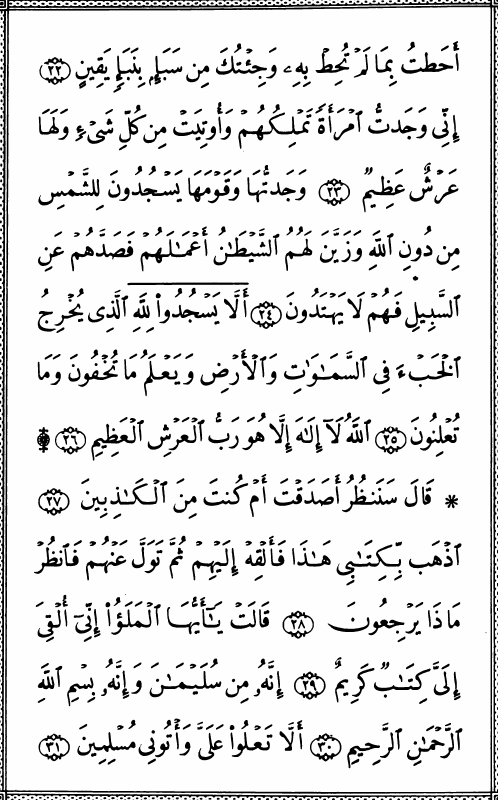 أَحَطتُ بِمَا لَمْ تُحِطْ بِهِۦ وَجِئْتُكَ مِن سَبَإٍۭ بِنَبَإٍۢ يَقِينٍ ٢٢
إِنِّى وَجَدتُّ ٱمْرَأَةًۭ تَمْلِكُهُمْ وَأُوتِيَتْ مِن كُلِّ شَىْءٍۢ وَلَهَا
عَرْشٌ عَظِيمٌۭ ٢٣ وَجَدتُّهَا وَقَوْمَهَا يَسْجُدُونَ لِلشَّمْسِ
مِن دُونِ ٱللَّهِ وَزَيَّنَ لَهُمُ ٱلشَّيْطَٰنُ أَعْمَٰلَهُمْ فَصَدَّهُمْ عَنِ
ٱلسَّبِيلِ فَهُمْ لَا يَهْتَدُونَ ٢٤ أَلَّا يَسْجُدُوا۟ لِلَّهِ ٱلَّذِى يُخْرِجُ
ٱلْخَبْءَ فِى ٱلسَّمَٰوَٰتِ وَٱلْأَرْضِ وَيَعْلَمُ مَا تُخْفُونَ وَمَا
تُعْلِنُونَ ٢٥ ٱللَّهُ لَآ إِلَٰهَ إِلَّا هُوَ رَبُّ ٱلْعَرْشِ ٱلْعَظِيمِ ٢٦ ۩
* قَالَ سَنَنظُرُ أَصَدَقْتَ أَمْ كُنتَ مِنَ ٱلْكَٰذِبِينَ ٢٧
ٱذْهَب بِّكِتَٰبِى هَٰذَا فَأَلْقِهْ إِلَيْهِمْ ثُمَّ تَوَلَّ عَنْهُمْ فَٱنظُرْ
مَاذَا يَرْجِعُونَ ٢٨ قَالَتْ يَٰٓأَيُّهَا ٱلْمَلَؤُا۟ إِنِّىٓ أُلْقِىَ
إِلَىَّ كِتَٰبٌۭ كَرِيمٌ ٢٩ إِنَّهُۥ مِن سُلَيْمَٰنَ وَإِنَّهُۥ بِسْمِ ٱللَّهِ
ٱلرَّحْمَٰنِ ٱلرَّحِيمِ ٣٠ أَلَّا تَعْلُوا۟ عَلَىَّ وَأْتُونِى مُسْلِمِينَ ٣١